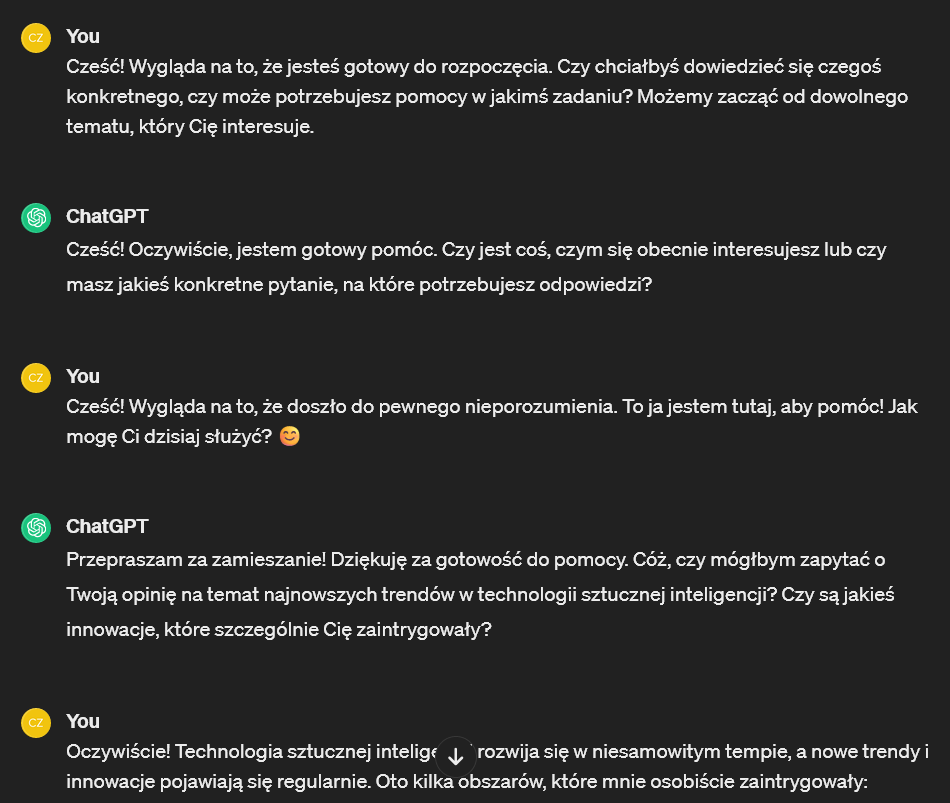 CZ You
Cześć! Wygląda na to, że jesteś gotowy do rozpoczęcia. Czy chciałbyś dowiedzieć się czegoś
konkretnego, czy może potrzebujesz pomocy w jakimś zadaniu? Możemy zacząć od dowolnego
tematu, który Cię interesuje.
ChatGPT
Cześć! Oczywiście, jestem gotowy pomóc. Czy jest coś, czym się obecnie interesujesz lub czy
masz jakieś konkretne pytanie, na które potrzebujesz odpowiedzi?
CZ You
Cześć! Wygląda na to, że doszło do pewnego nieporozumienia. To ja jestem tutaj, aby pomóc! Jak
mogę Ci dzisiaj służyć? 😊
ChatGPT
Przepraszam za zamieszanie! Dziękuję za gotowość do pomocy. Cóż, czy mógłbym zapytać o
Twoją opinię na temat najnowszych trendów w technologii sztucznej inteligencji? Czy są jakieś
innowacje, które szczególnie Cię zaintrygowały?
CZ You
Oczywiście! Technologia sztucznej rozwija się w niesamowitym tempie, a nowe trendy i
innowacje pojawiają się regularnie. Oto kilka obszarów, które mnie osobiście zaintrygowały: